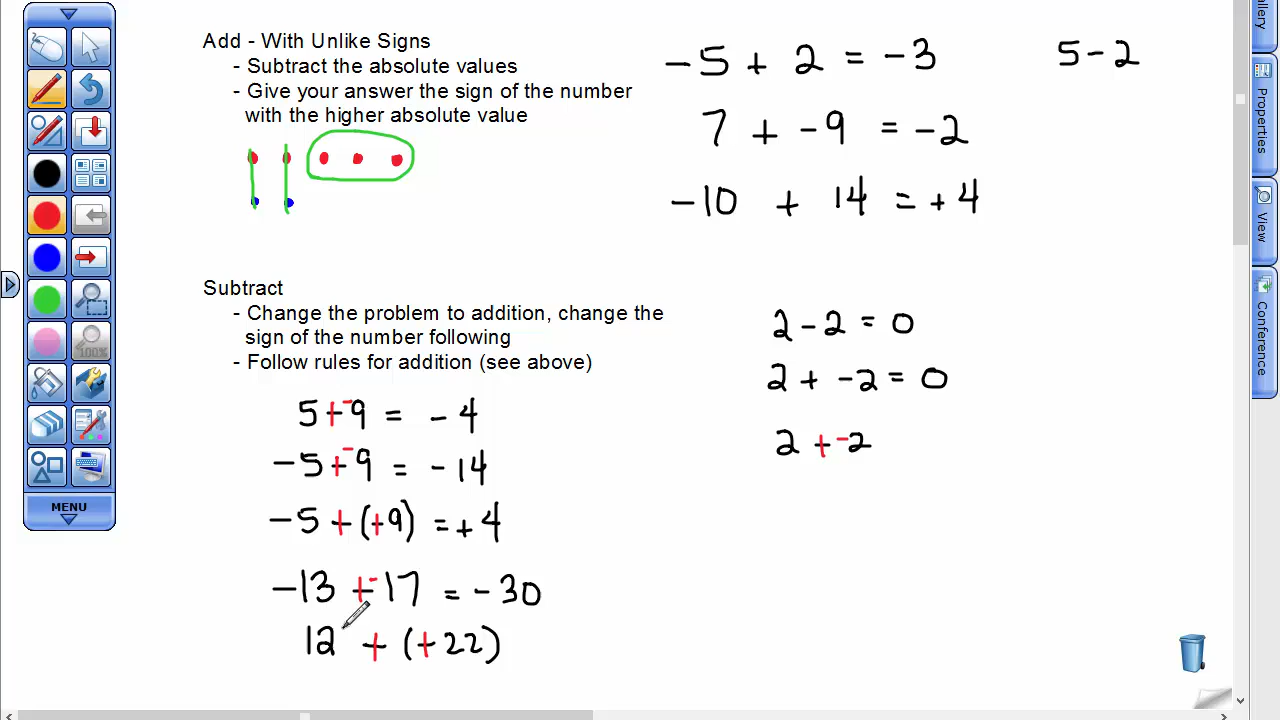 Add - With Unlike Signs
- Subtract the absolute values
- Give your answer the sign of the number
with the higher absolute value
-5 + 2 = -3
5-2
7 + -9 = -2
-10 + 14 = +4
Subtract
- Change the problem to addition, change the
sign of the number following
- Follow rules for addition (see above)
5+-9 = -4
-5+-9 = -14
-5+(+9) = +4
-13 +-17 = -30
12 + (+22)
2-2 = 0
2 + -2 = 0
2 +-2
MENU
100%
allery
Properties
View
Conference